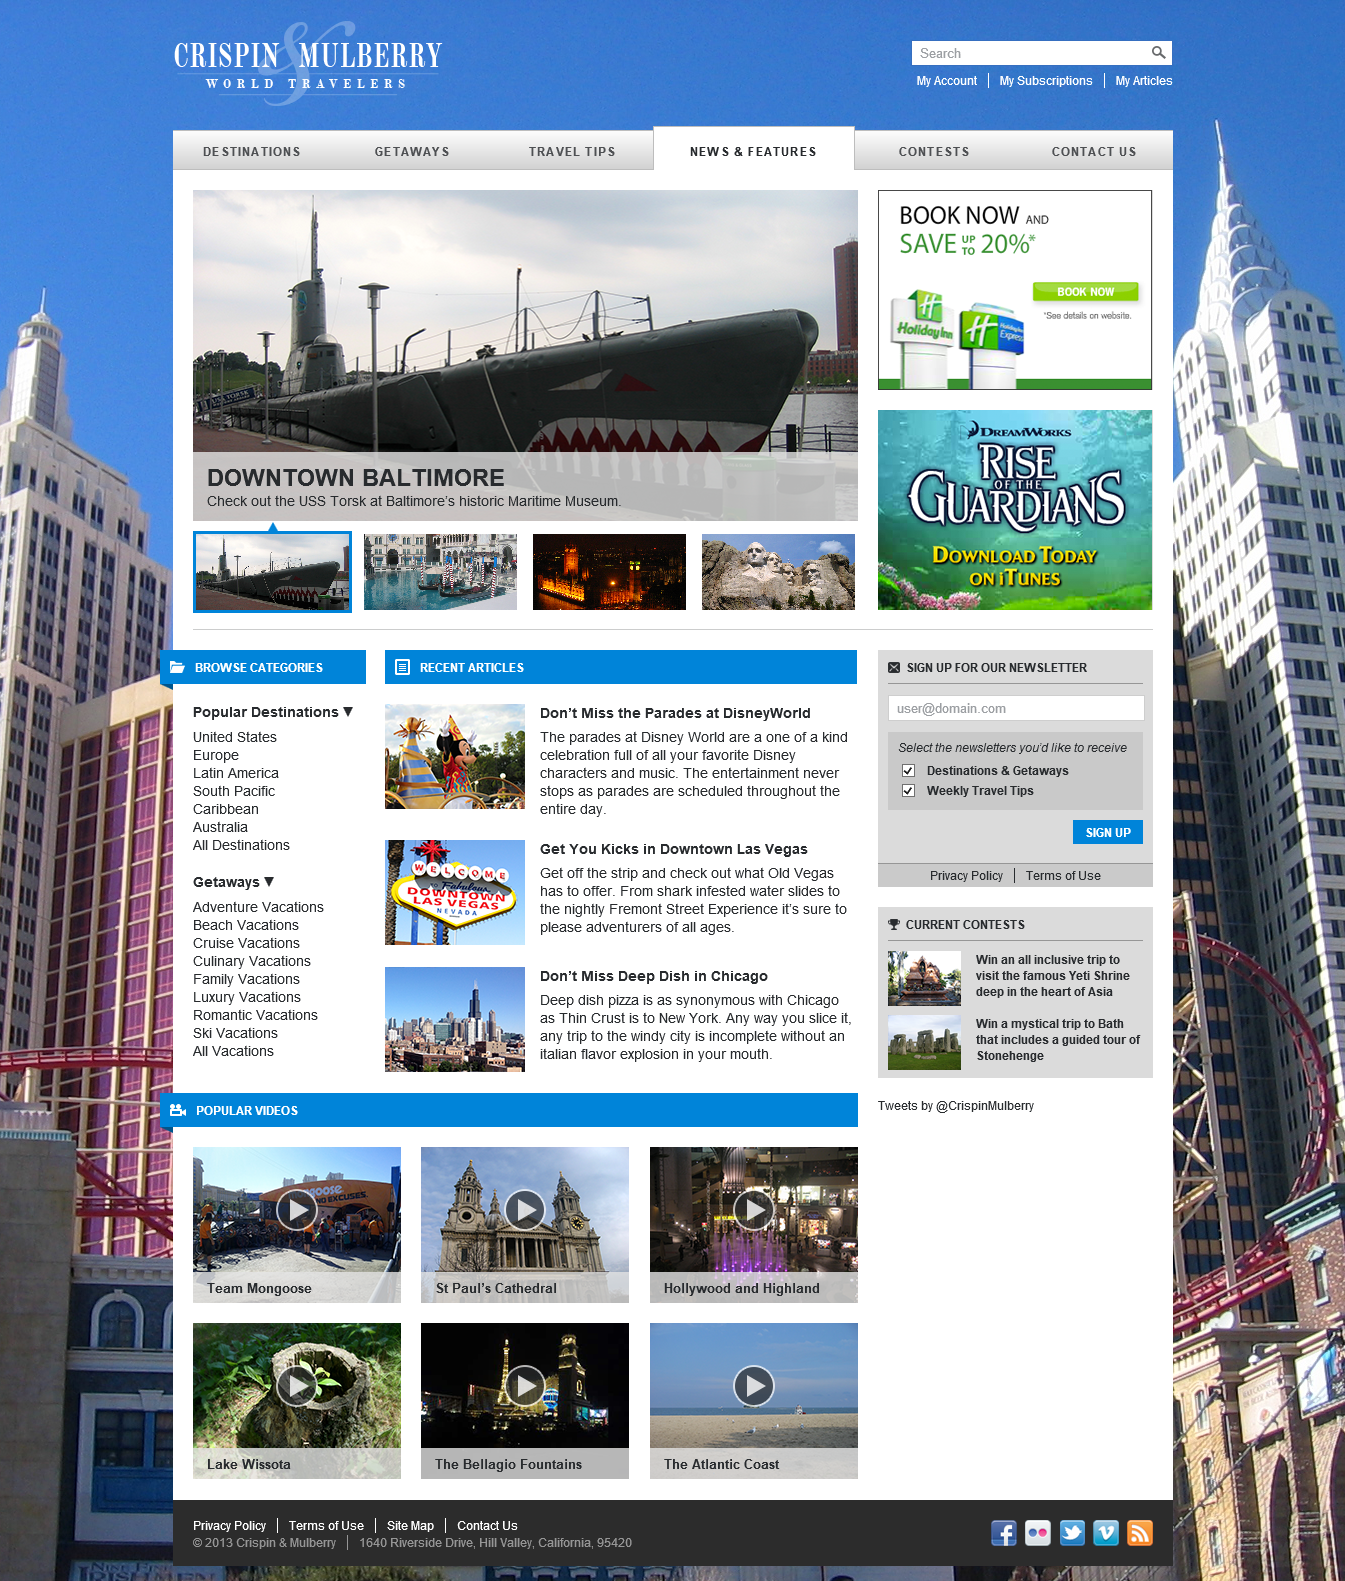 CRISPIN & MULBERRY
WORLD TRAVELERS
Search
My Account
My Subscriptions
My Articles
DESTINATIONS
GETAWAYS
TRAVEL TIPS
NEWS & FEATURES
CONTESTS
CONTACT US
DOWNTOWN BALTIMORE
Check out the USS Torsk at Baltimore's historic Maritime Museum.
BOOK NOW AND
SAVE UP TO 20%*
BOOK NOW
*See details on website.
Holiday Inn
Holiday Inn
Express
DREAMWORKS
RISE
OF THE
GUARDIANS
DOWNLOAD TODAY
ON iTUNES
BROWSE CATEGORIES
Popular Destinations ▼
United States
Europe
Latin America
South Pacific
Caribbean
Australia
All Destinations
Getaways ▼
Adventure Vacations
Beach Vacations
Cruise Vacations
Culinary Vacations
Family Vacations
Luxury Vacations
Romantic Vacations
Ski Vacations
All Vacations
RECENT ARTICLES
Don't Miss the Parades at DisneyWorld
The parades at Disney World are a one of a kind
celebration full of all your favorite Disney
characters and music. The entertainment never
stops as parades are scheduled throughout the
entire day.
WELCOME
TO Fabulous
DOWNTOWN
LAS VEGAS
NEVADA
Get You Kicks in Downtown Las Vegas
Get off the strip and check out what Old Vegas
has to offer. From shark infested water slides to
the nightly Fremont Street Experience it's sure to
please adventurers of all ages.
Don't Miss Deep Dish in Chicago
Deep dish pizza is as synonymous with Chicago
as Thin Crust is to New York. Any way you slice it,
any trip to the windy city is incomplete without an
italian flavor explosion in your mouth.
SIGN UP FOR OUR NEWSLETTER
user@domain.com
Select the newsletters you'd like to receive
Destinations & Getaways
Weekly Travel Tips
SIGN UP
Privacy Policy
Terms of Use
CURRENT CONTESTS
Win an all inclusive trip to
visit the famous Yeti Shrine
deep in the heart of Asia
Win a mystical trip to Bath
that includes a guided tour of
Stonehenge
Tweets by @CrispinMulberry
POPULAR VIDEOS
mongoose
NO EXCUSES.
Team Mongoose
St Paul's Cathedral
Hollywood and Highland
Lake Wissota
The Bellagio Fountains
The Atlantic Coast
Privacy Policy
Terms of Use
Site Map
Contact Us
© 2013 Crispin & Mulberry
1640 Riverside Drive, Hill Valley, California, 95420